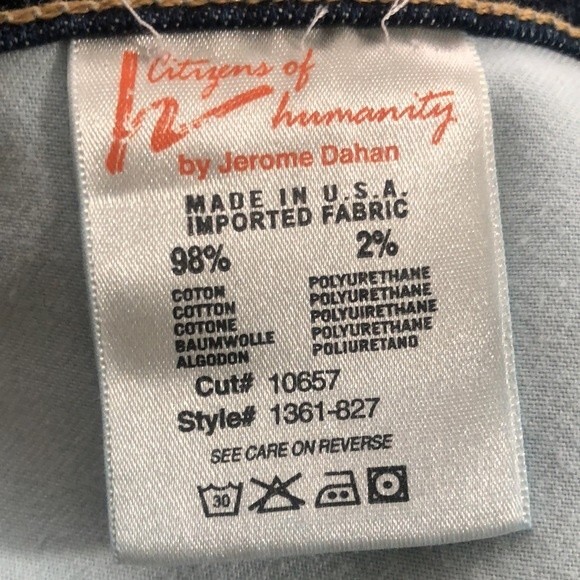 Citizens of
humanity
by Jerome Dahan
MADE IN U.S.A.
IMPORTED FABRIC
98% 2%
COTON POLYURETHANE
COTTON POLYURETHANE
COTONE POLYUIRETHANE
BAUMWOLLE POLYURETHANE
ALGODON POLIURETANO
Cut# 10657
Style# 1361-827
SEE CARE ON REVERSE
30